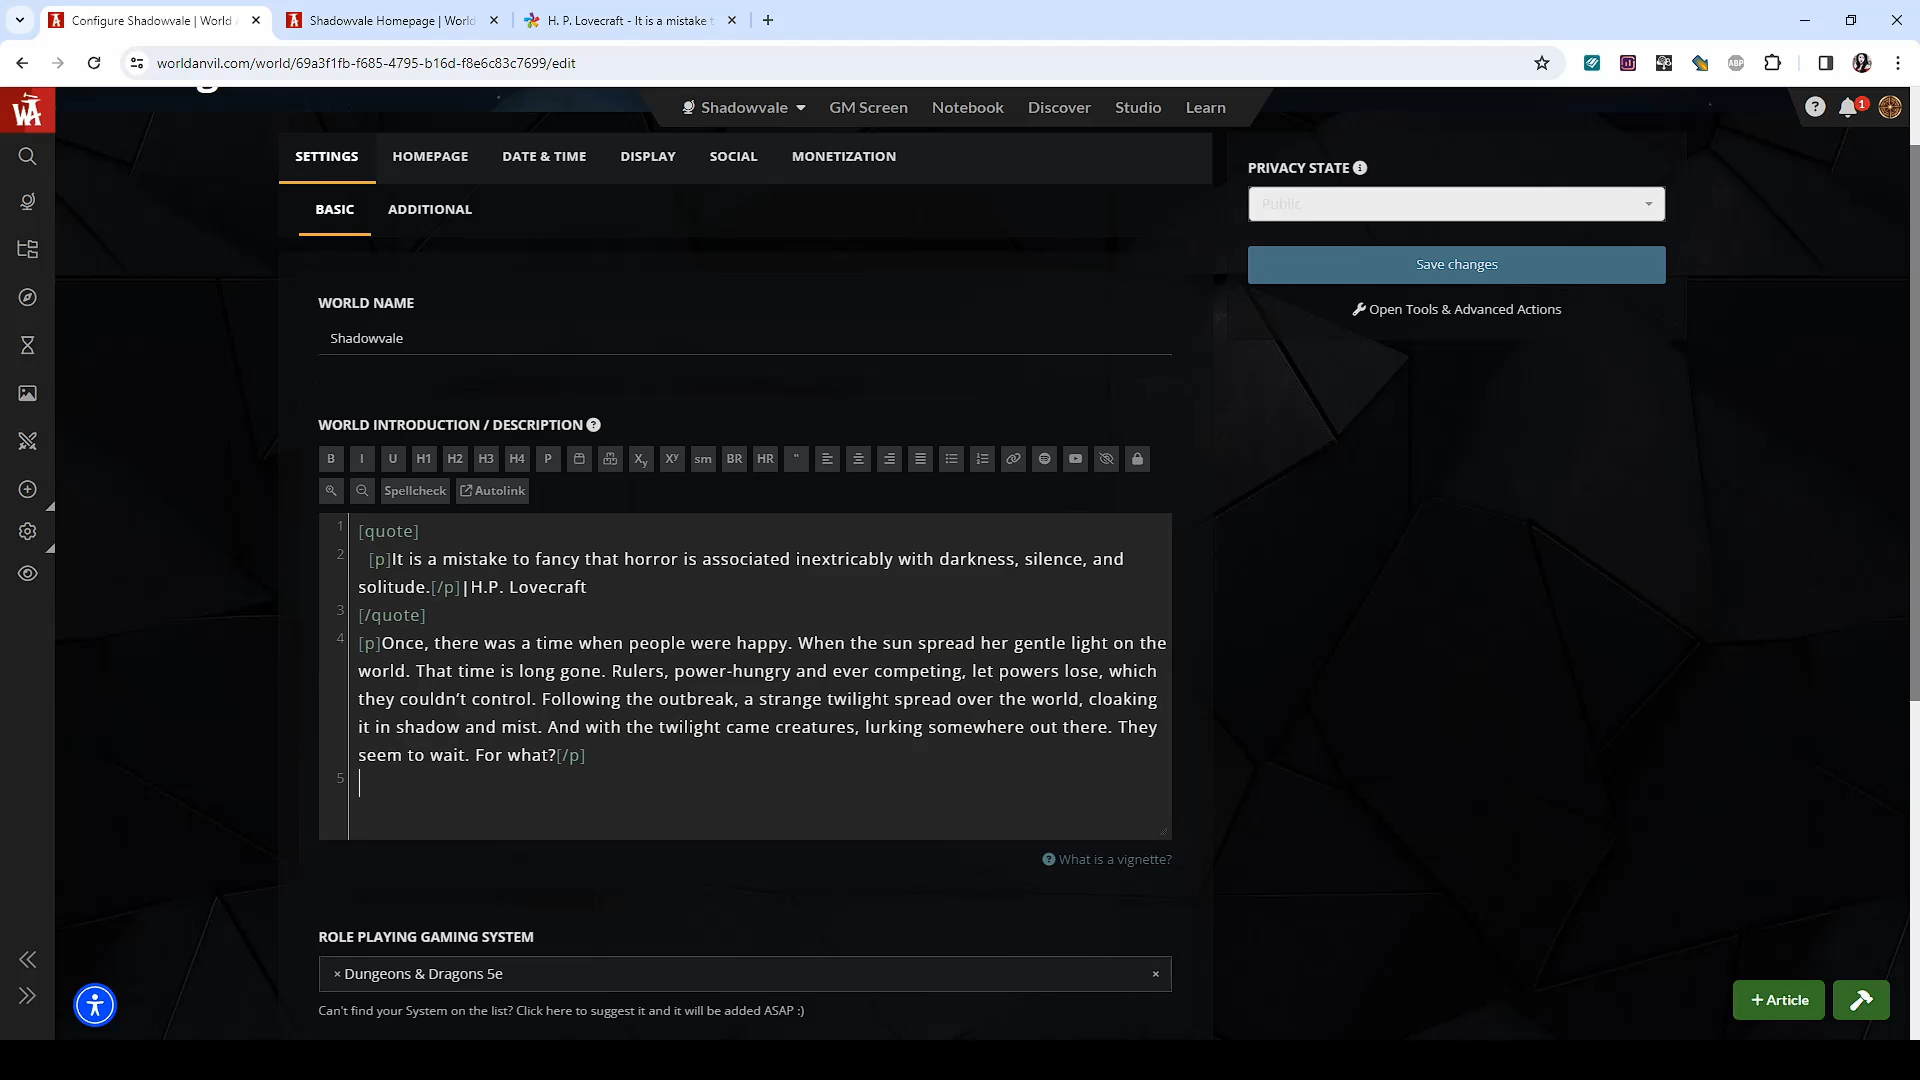 Configure Shadowvale | World
Shadowvale Homepage | World
H. P. Lovecraft - It is a mistake
worldanvil.com/world/69a3f1fb-f685-4795-b16d-f8e6c83c7699/edit
ABP
WA
Shadowvale
GM Screen
Notebook
Discover
Studio
Learn
1
SETTINGS
HOMEPAGE
DATE & TIME
DISPLAY
SOCIAL
MONETIZATION
BASIC
ADDITIONAL
PRIVACY STATE
Public
Save changes
Open Tools & Advanced Actions
WORLD NAME
Shadowvale
WORLD INTRODUCTION / DESCRIPTION
B I U H1 H2 H3 H4 P Xy Xy sm BR HR "
Spellcheck Autolink
1 [quote]
2 [p]It is a mistake to fancy that horror is associated inextricably with darkness, silence, and
solitude.[/p]|H.P. Lovecraft
3 [/quote]
4 [p]Once, there was a time when people were happy. When the sun spread her gentle light on the
world. That time is long gone. Rulers, power-hungry and ever competing, let powers lose, which
they couldn’t control. Following the outbreak, a strange twilight spread over the world, cloaking
it in shadow and mist. And with the twilight came creatures, lurking somewhere out there. They
seem to wait. For what?[/p]
5
What is a vignette?
ROLE PLAYING GAMING SYSTEM
× Dungeons & Dragons 5e ×
Can't find your System on the list? Click here to suggest it and it will be added ASAP :)
+ Article